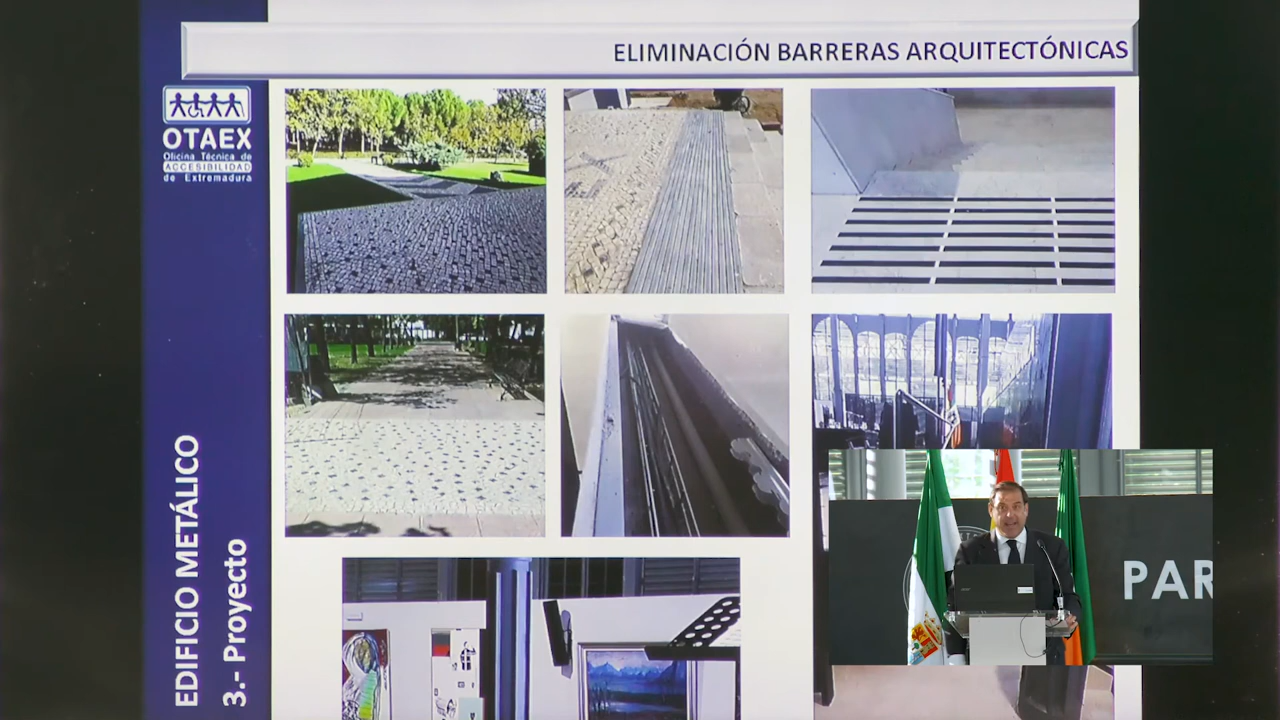 ELIMINACIÓN BARRERAS ARQUITECTÓNICAS
OTAEX
Oficina Técnica de
ACCESIBILIDAD
de Extremadura
EDIFICIO METÁLICO
3.- Proyecto
PAR